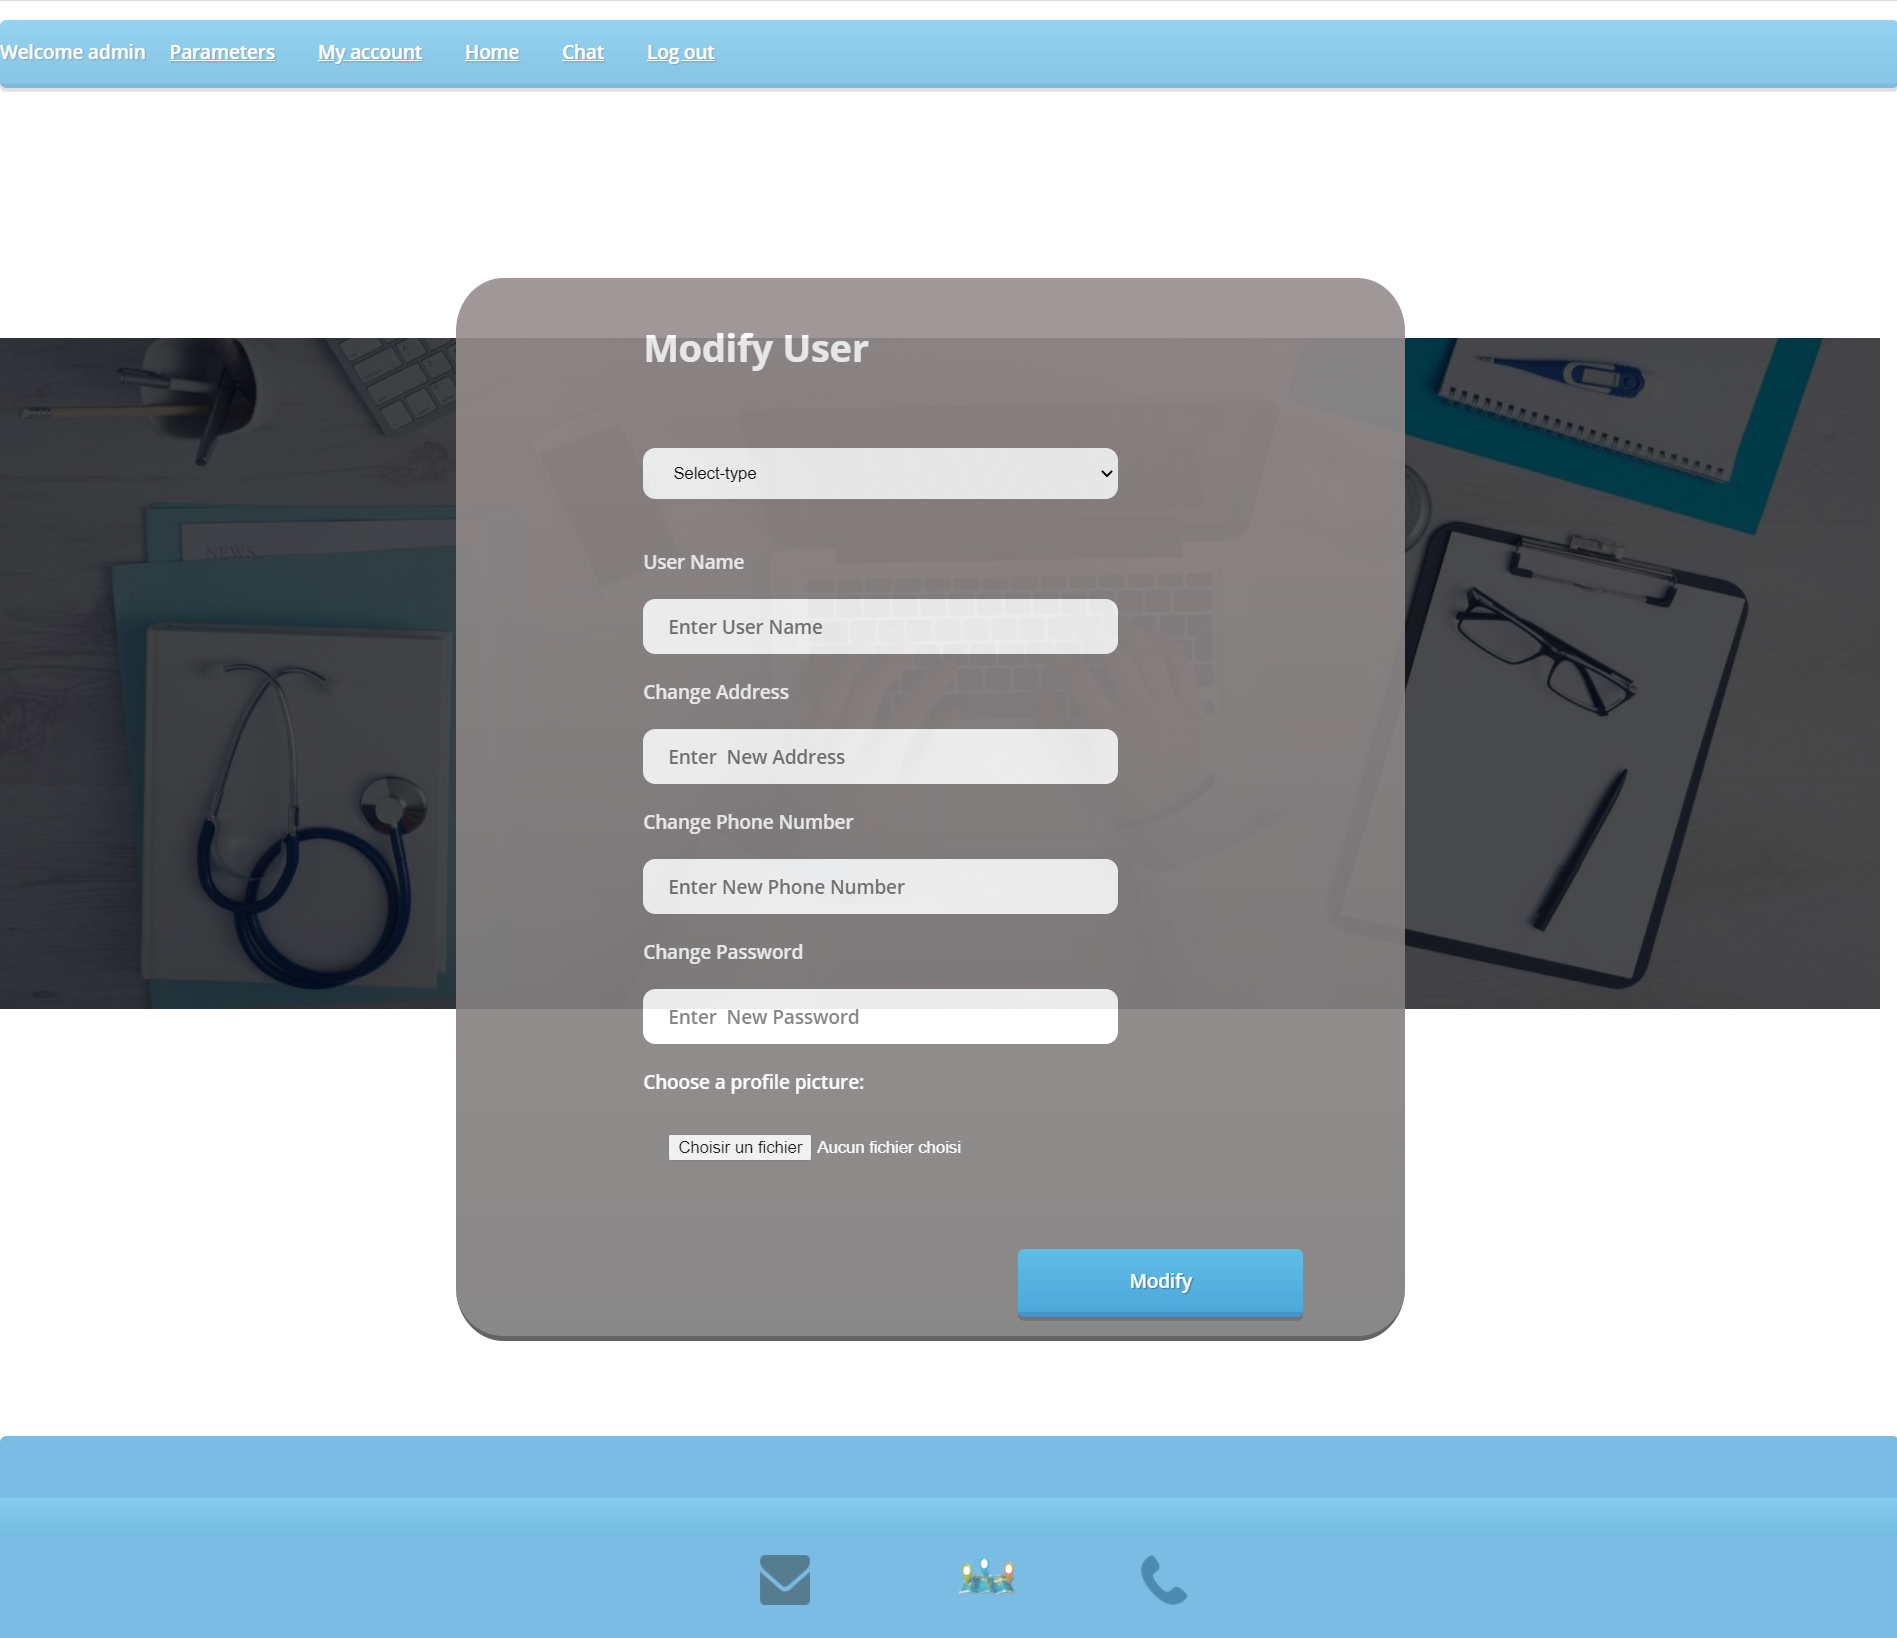 Welcome admin Parameters My account Home Chat Log out
Modify User
Select-type
NEWS
User Name
Enter User Name
Change Address
Enter  New Address
Change Phone Number
Enter New Phone Number
Change Password
Enter  New Password
Choose a profile picture:
Choisir un fichier Aucun fichier choisi
Modify